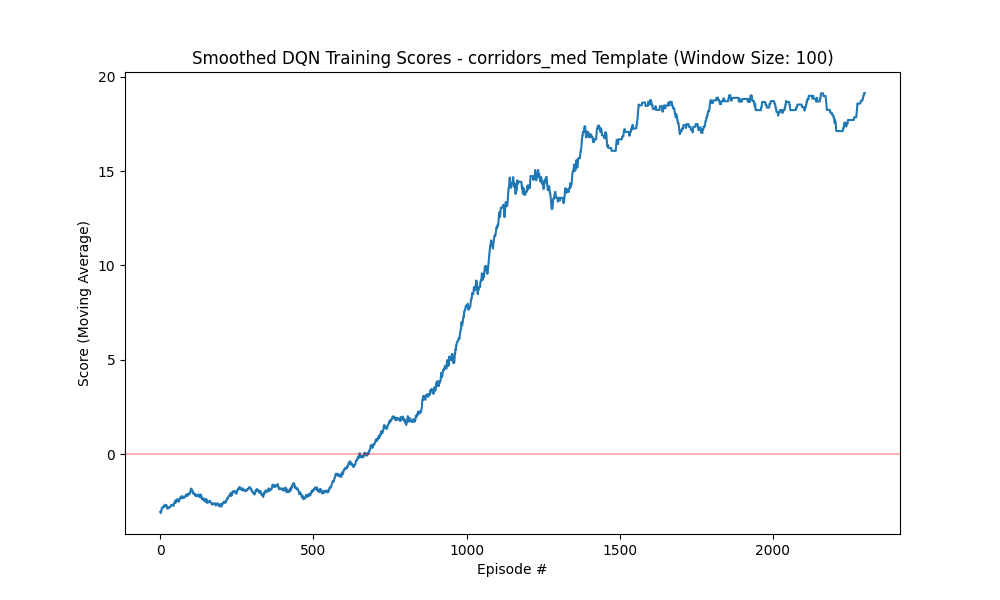 Smoothed DQN Training Scores - corridors_med Template (Window Size: 100)
20
15
10
5
0
Score (Moving Average)
0 500 1000 1500 2000
Episode #